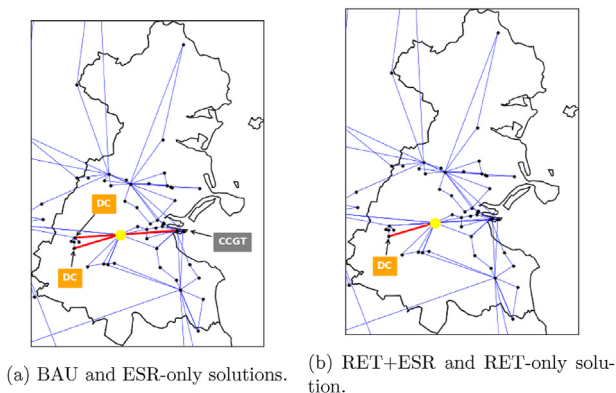 DC
CCGT
DC
DC
(a) BAU and ESR-only solutions.
(b) RET+ESR and RET-only solu-
tion.